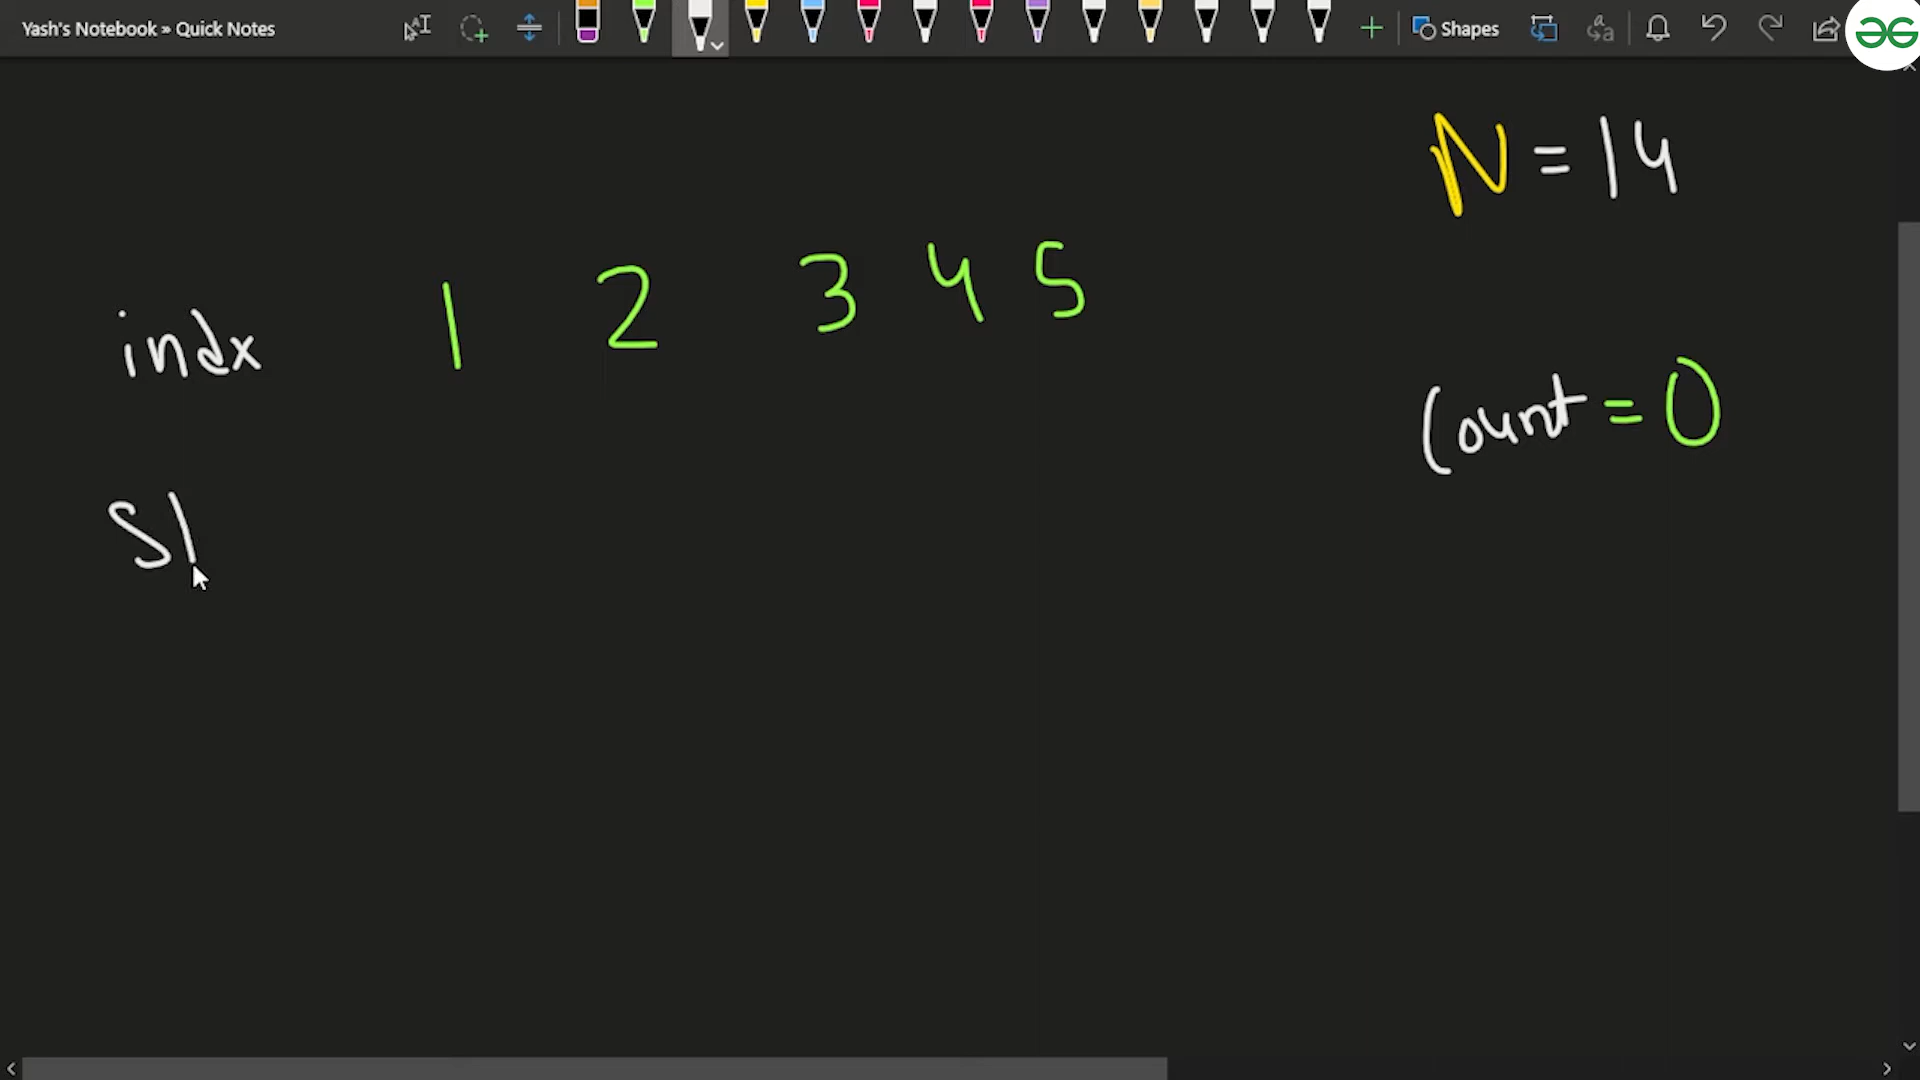 Yash's Notebook » Quick Notes
Shapes
N = 14
indx 1 2 3 4 5
Count = 0
S1